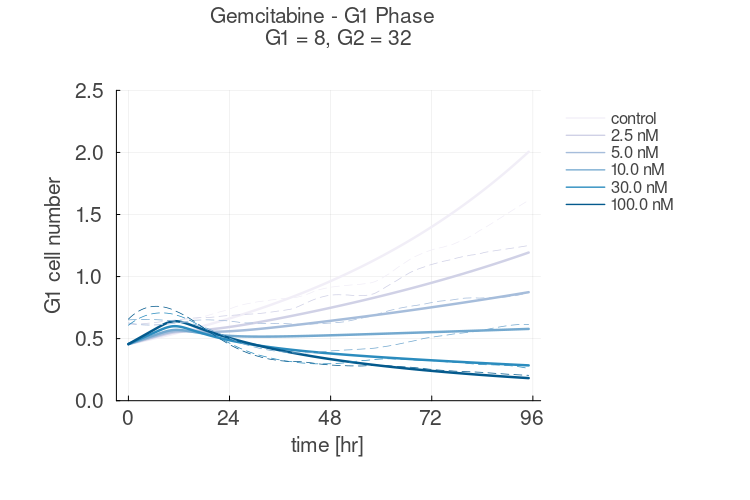 Gemcitabine - G1 Phase
G1 = 8, G2 = 32
2.5
2.0
1.5
1.0
0.5
0.0
G1 cell number
0 24 48 72 96
time [hr]
control
2.5 nM
5.0 nM
10.0 nM
30.0 nM
100.0 nM